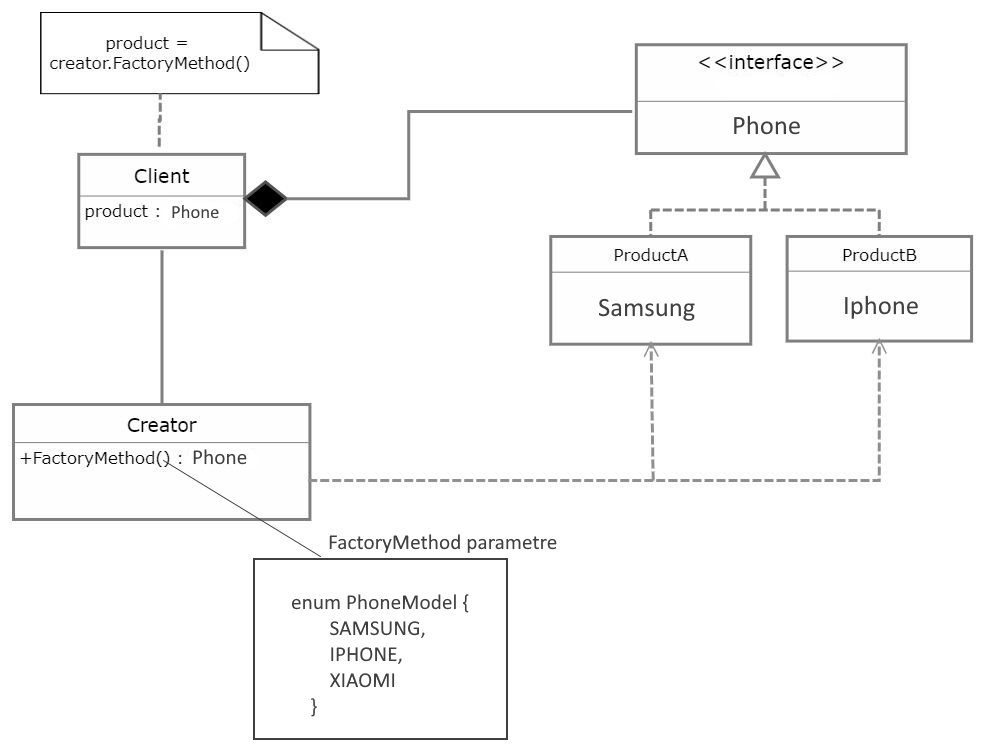 product =
creator.FactoryMethod()
<<interface>>
Phone
Client
product : Phone
ProductA
Samsung
ProductB
Iphone
Creator
+FactoryMethod() : Phone
FactoryMethod parametre
enum PhoneModel {
SAMSUNG,
IPHONE,
XIAOMI
}